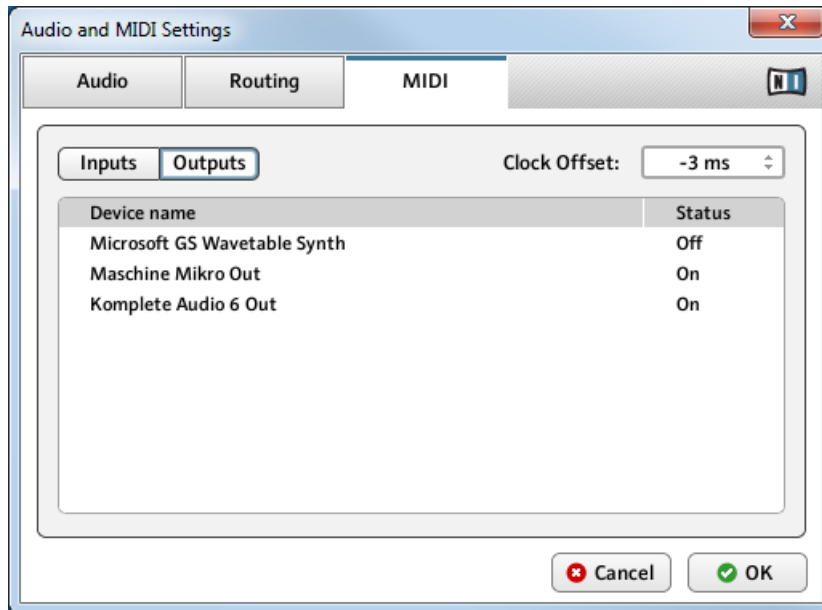 Audio and MIDI Settings
Audio Routing MIDI NI
Inputs Outputs Clock Offset: -3 ms
Device name Status
Microsoft GS Wavetable Synth Off
Maschine Mikro Out On
Komplete Audio 6 Out On
Cancel OK